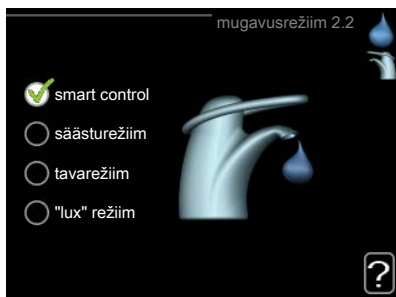 mugavusrežiim 2.2
smart control
säästurežiim
tavarežiim
"lux" režiim
?